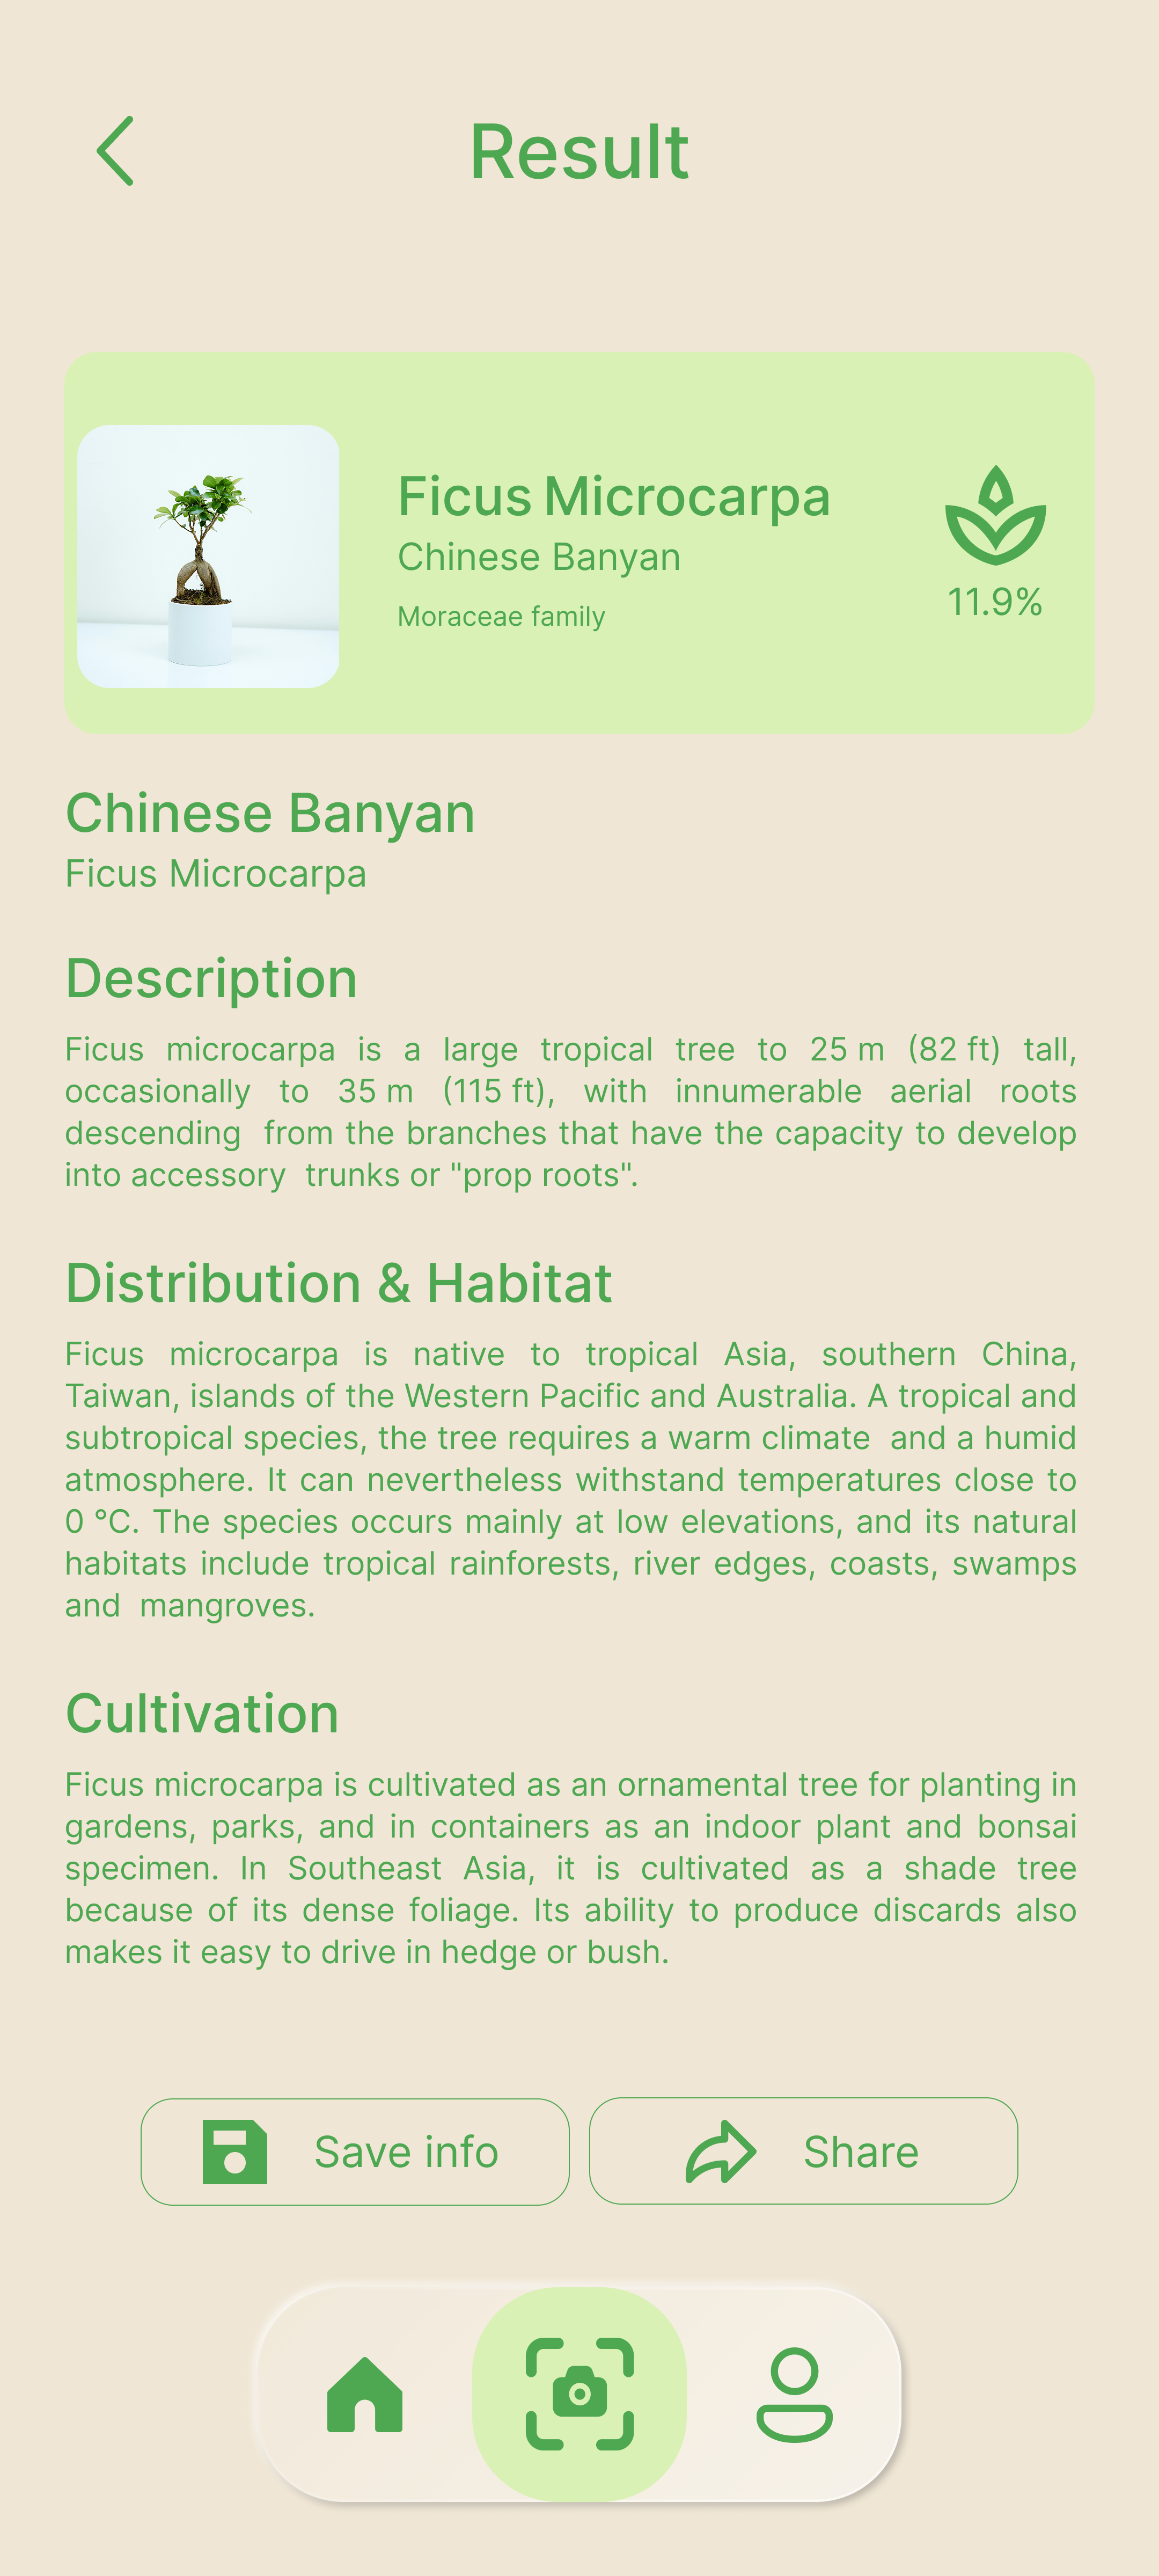 Result
Ficus Microcarpa
Chinese Banyan
Moraceae family
11.9%
Chinese Banyan
Ficus Microcarpa
Description
Ficus microcarpa is a large tropical tree to 25 m (82 ft) tall,
occasionally to 35 m (115 ft), with innumerable aerial roots
descending from the branches that have the capacity to develop
into accessory trunks or "prop roots".
Distribution & Habitat
Ficus microcarpa is native to tropical Asia, southern China,
Taiwan, islands of the Western Pacific and Australia. A tropical and
subtropical species, the tree requires a warm climate and a humid
atmosphere. It can nevertheless withstand temperatures close to
0 °C. The species occurs mainly at low elevations, and its natural
habitats include tropical rainforests, river edges, coasts, swamps
and mangroves.
Cultivation
Ficus microcarpa is cultivated as an ornamental tree for planting in
gardens, parks, and in containers as an indoor plant and bonsai
specimen. In Southeast Asia, it is cultivated as a shade tree
because of its dense foliage. Its ability to produce discards also
makes it easy to drive in hedge or bush.
Save info
Share